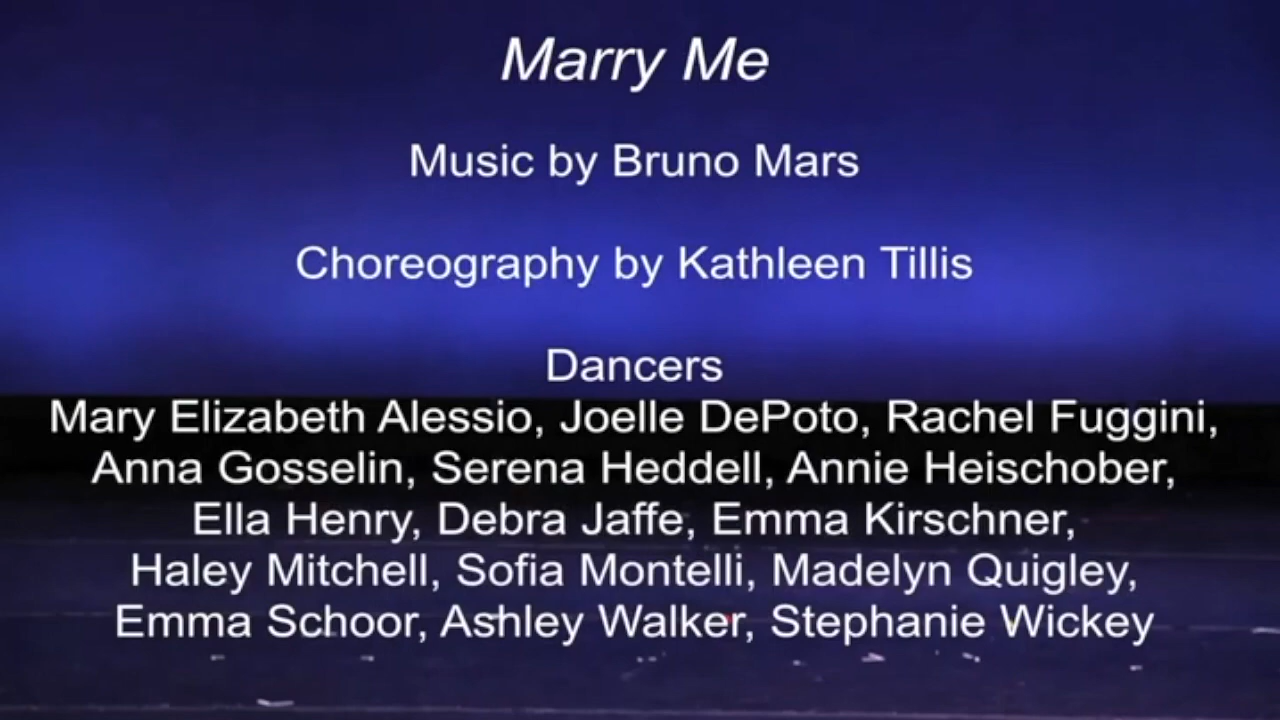 Marry Me
Music by Bruno Mars
Choreography by Kathleen Tillis
Dancers
Mary Elizabeth Alessio, Joelle DePoto, Rachel Fuggini,
Anna Gosselin, Serena Heddell, Annie Heischober,
Ella Henry, Debra Jaffe, Emma Kirschner,
Haley Mitchell, Sofia Montelli, Madelyn Quigley,
Emma Schoor, Ashley Walker, Stephanie Wickey